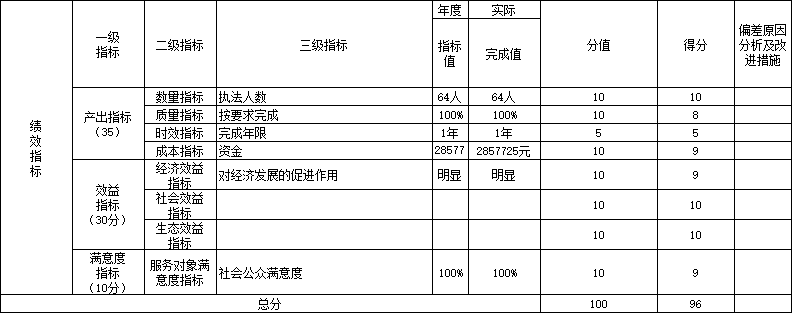 绩效指标
一级指标 二级指标 三级指标 年度指标值 实际完成值 分值 得分 偏差原因分析及改进措施
产出指标（35） 数量指标 执法人数 64人 64人 10 10
质量指标 按要求完成 100% 100% 10 8
时效指标 完成年限 1年 1年 5 5
成本指标 资金 28577 2857725元 10 9
效益指标（30分） 经济效益指标 对经济发展的促进作用 明显 明显 10 9
社会效益指标 10 10
生态效益指标 10 10
满意度指标（10分） 服务对象满意度指标 社会公众满意度 100% 100% 10 9
总分 100 96